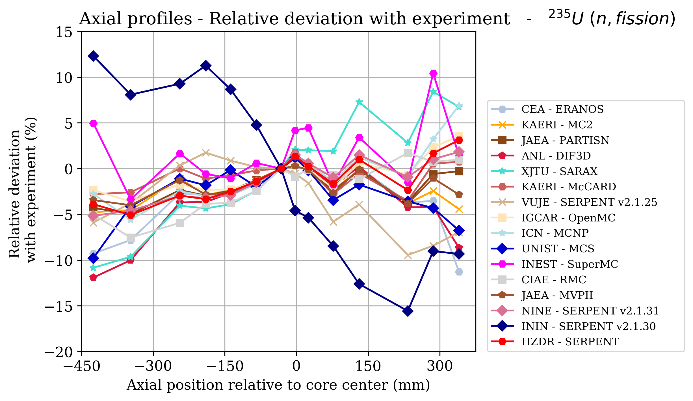 Axial profiles - Relative deviation with experiment - ²³⁵U (n, fission)
15
10
5
0
−5
−10
−15
−20
Relative deviation
with experiment (%)
−450 −300 −150 0 150 300
Axial position relative to core center (mm)
CEA - ERANOS
KAERI - MC2
JAEA - PARTISN
ANL - DIF3D
XJTU - SARAX
KAERI - McCARD
VUJE - SERPENT v2.1.25
IGCAR - OpenMC
ICN - MCNP
UNIST - MCS
INEST - SuperMC
CIAE - RMC
JAEA - MVPII
NINE - SERPENT v2.1.31
ININ - SERPENT v2.1.30
HZDR - SERPENT